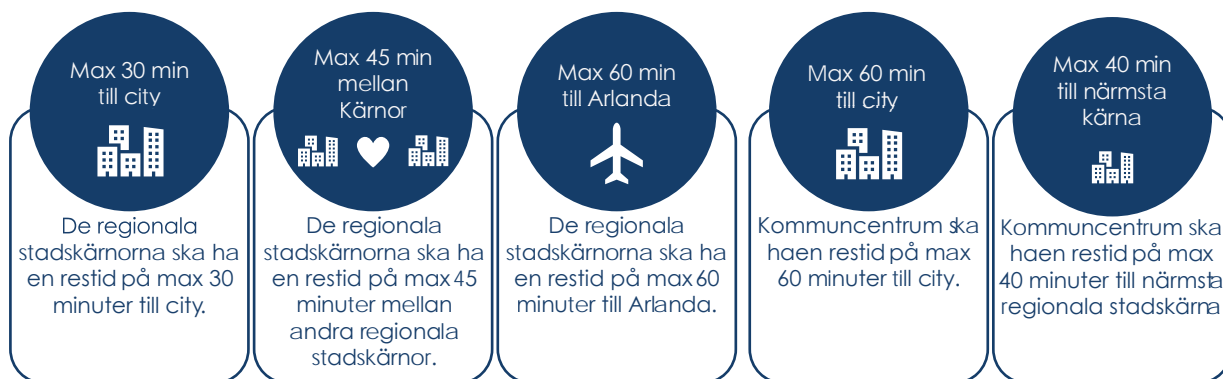 Max 30 min
till city
De regionala
stadskärnorna ska ha
en restid på max 30
minuter till city.
Max 45 min
mellan
Kärnor
De regionala
stadskärnorna ska ha
en restid på max 45
minuter mellan
andra regionala
stadskärnor.
Max 60 min
till Arlanda
De regionala
stadskärnorna ska ha
en restid på max 60
minuter till Arlanda.
Max 60 min
till city
Kommuncentrum ska
haen restid på max
60 minuter till city.
Max 40 min
till närmsta
kärna
Kommuncentrum ska
haen restid på max
40 minuter till närmsta
regionala stadskärna